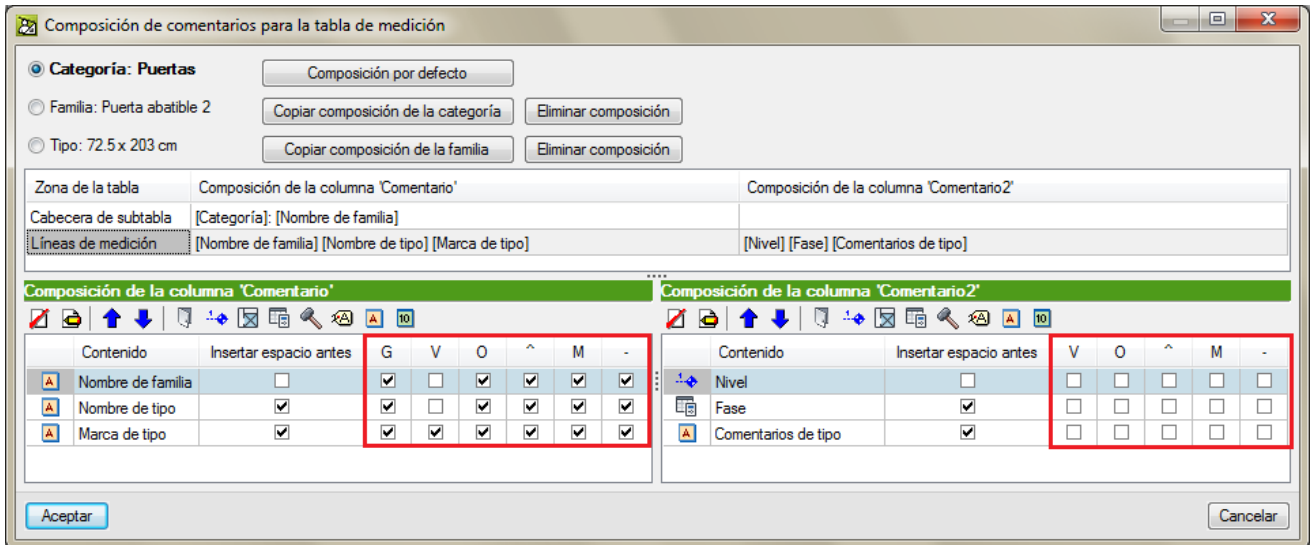 Composición de comentarios para la tabla de medición
Categoría: Puertas Composición por defecto
Familia: Puerta abatible 2 Copiar composición de la categoría Eliminar composición
Tipo: 72.5 x 203 cm Copiar composición de la familia Eliminar composición
Zona de la tabla Composición de la columna 'Comentario' Composición de la columna 'Comentario2'
Cabecera de subtabla [Categoría]: [Nombre de familia]
Líneas de medición [Nombre de familia] [Nombre de tipo] [Marca de tipo] [Nivel] [Fase] [Comentarios de tipo]
Composición de la columna 'Comentario' Composición de la columna 'Comentario2'
A 10 A 10
Contenido Insertar espacio antes G V O ^ M - Contenido Insertar espacio antes V O ^ M -
A Nombre de familia Nivel
A Nombre de tipo Fase
A Marca de tipo A Comentarios de tipo
Aceptar Cancelar